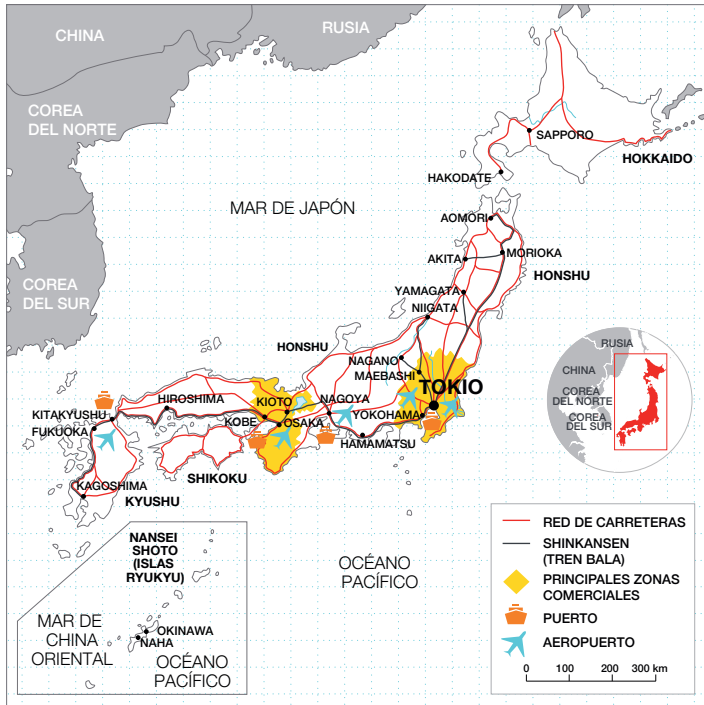 CHINA
RUSIA
COREA
DEL NORTE
SAPPORO
HOKKAIDO
HAKODATE
MAR DE JAPÓN
AOMORI
COREA
DEL SUR
AKITA
MORIOKA
HONSHU
YAMAGATA
NIIGATA
HONSHU
NAGANO
MAEBASHI
TOKIO
KITAKYUSHU
HIROSHIMA
KIOTO
NAGOYA
YOKOHAMA
FUKUOKA
KOBE
OSAKA
HAMAMATSU
KAGOSHIMA
KYUSHU
SHIKOKU
RUSIA
CHINA
COREA
DEL NORTE
COREA
DEL SUR
NANSEI
SHOTO
(ISLAS
RYUKYU)
OCÉANO
PACÍFICO
MAR DE
CHINA
ORIENTAL
OKINAWA
NAHA
OCÉANO
PACÍFICO
RED DE CARRETERAS
SHINKANSEN
(TREN BALA)
PRINCIPALES ZONAS
COMERCIALES
PUERTO
AEROPUERTO
0 100 200 300 km